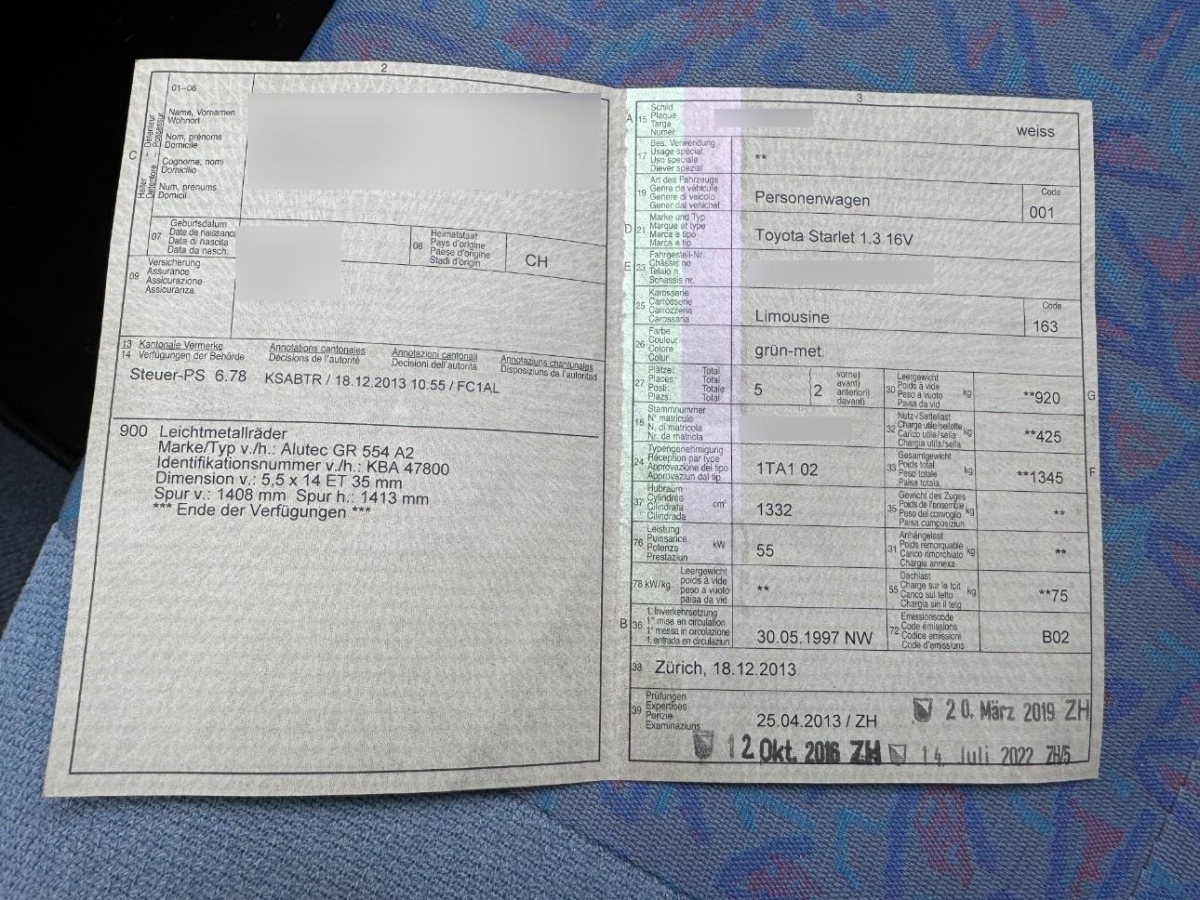 2
01-06
Name, Vornamen
Wohnort
Nom, prénoms
Domicile
Cognome, nomi
Domicilio
Num, prenums
Domicil
C
Halter
Détenteur
Detentore
Possessur
07
Geburtsdatum
Date de naissance
Data di nascita
Data da nasch.
08
Heimatstaat
Pays d'origine
Paese d'origine
Stadi d'origin
CH
09
Versicherung
Assurance
Assicurazione
Assicuranza
13 Kantonale Vermerke
14 Verfügungen der Behörde
Annotations cantonales
Décisions de l'autorité
Annotazioni cantonali
Decisioni dell'autorità
Annotaziuns chantunalas
Disposiziuns da l'autoritad
Steuer-PS 6.78 KSABTR / 18.12.2013 10:55 / FC1AL
900 Leichtmetallräder
Marke/Typ v./h.: Alutec GR 554 A2
Identifikationsnummer v./h.: KBA 47800
Dimension v.: 5,5 x 14 ET 35 mm
Spur v.: 1408 mm Spur h.: 1413 mm
*** Ende der Verfügungen ***
3
A 15
Schild
Plaque
Targa
Numer
weiss
17
Bes. Verwendung
Usage spécial
Uso speciale
Diever spezial
**
19
Art des Fahrzeugs
Genre de véhicule
Genere di veicolo
Gener dal vehichel
Personenwagen
Code
001
D 21
Marke und Typ
Marque et type
Marca e tipo
Marca e tip
Toyota Starlet 1.3 16V
E 23
Fahrgestell-Nr.
Châssis no
Telaio n.
Schassis nr.
25
Karosserie
Carrosserie
Carrozzeria
Carossaria
Limousine
Code
163
26
Farbe
Couleur
Colore
Colur
grün-met.
27
Plätze: Total
Places: Total
Posti: Totale
Plazs: Total
5
2
vorne)
avant)
anteriori)
davant)
30
Leergewicht
Poids à vide
Peso a vuoto
Paisa da vid
kg
**920
G
18
Stammnummer
N° matricule
N. di matricola
Nr. da matricla
32
Nutz-/Sattellast
Charge utile/sellette
Carico utile/sella
Chargia utila/sella
kg
**425
24
Typengenehmigung
Réception par type
Approvazione del tipo
Approvaziun dal tip
1TA1 02
33
Gesamtgewicht
Poids total
Peso totale
Paisa totala
kg
**1345
F
37
Hubraum
Cylindrée
Cilindrata
Cilindrada
cm³
1332
35
Gewicht des Zuges
Poids de l'ensemble
Peso del convoglio
Paisa cumposiziun
kg
**
76
Leistung
Puissance
Potenza
Prestaziun
kW
55
31
Anhängelast
Poids remorquable
Carico rimorchiato
Chargia annexa
kg
**
78 kW/kg
Leergewicht
poids à vide
peso a vuoto
paisa da vid
**
55
Dachlast
Charge sur le toit
Carico sul tetto
Chargia sin il tetg
kg
**75
B 36
1. Inverkehrsetzung
1re mise en circulation
1a messa in circolazione
1. entrada en circulaziun
30.05.1997 NW
72
Emissionscode
Code émissions
Codice emissioni
Code d'emissiuns
B02
38 Zürich, 18.12.2013
39
Prüfungen
Expertises
Perizie
Examinaziuns
25.04.2013 / ZH
20. März 2019 ZH
12. Okt. 2016 ZH
14. Juli 2022 ZH/5